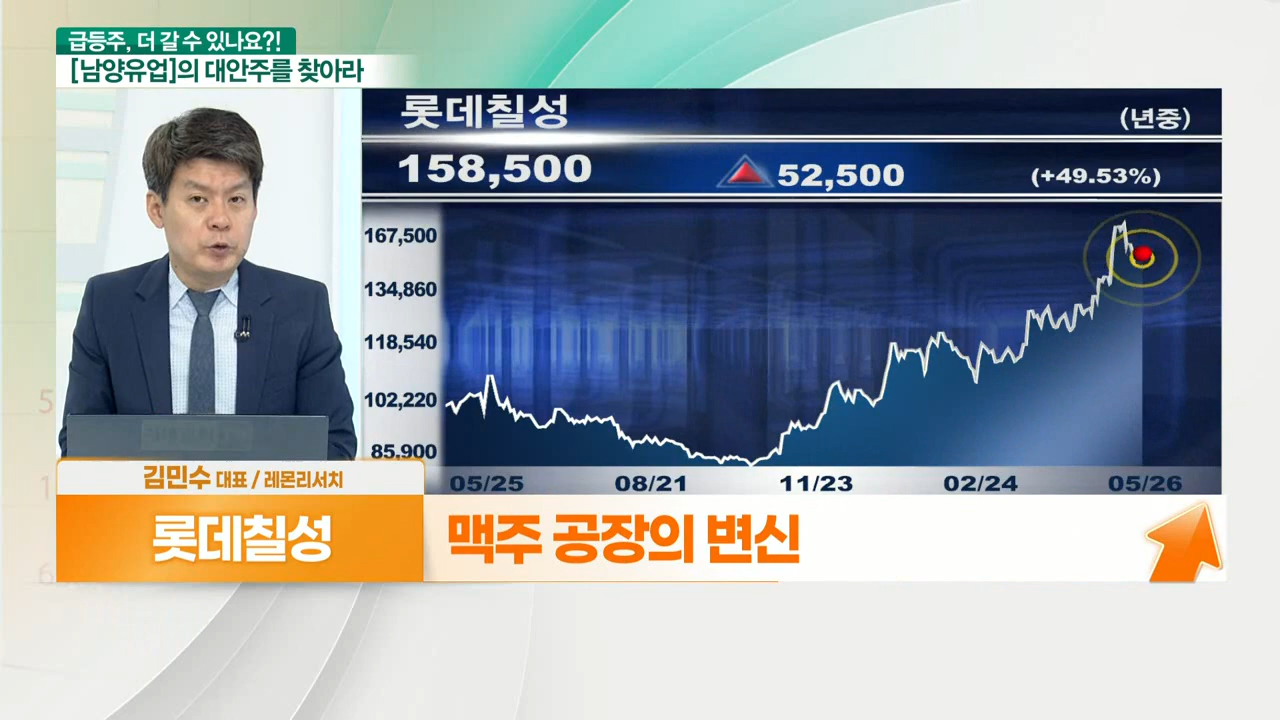 급등주, 더 갈 수 있나요?!
[남양유업]의 대안주를 찾아라
롯데칠성 (년중)
158,500 52,500 (+49.53%)
167,500
134,860
118,540
102,220
85,900
05/25 08/21 11/23 02/24 05/26
김민수 대표 / 레몬리서치
롯데칠성
맥주 공장의 변신
5
1
6